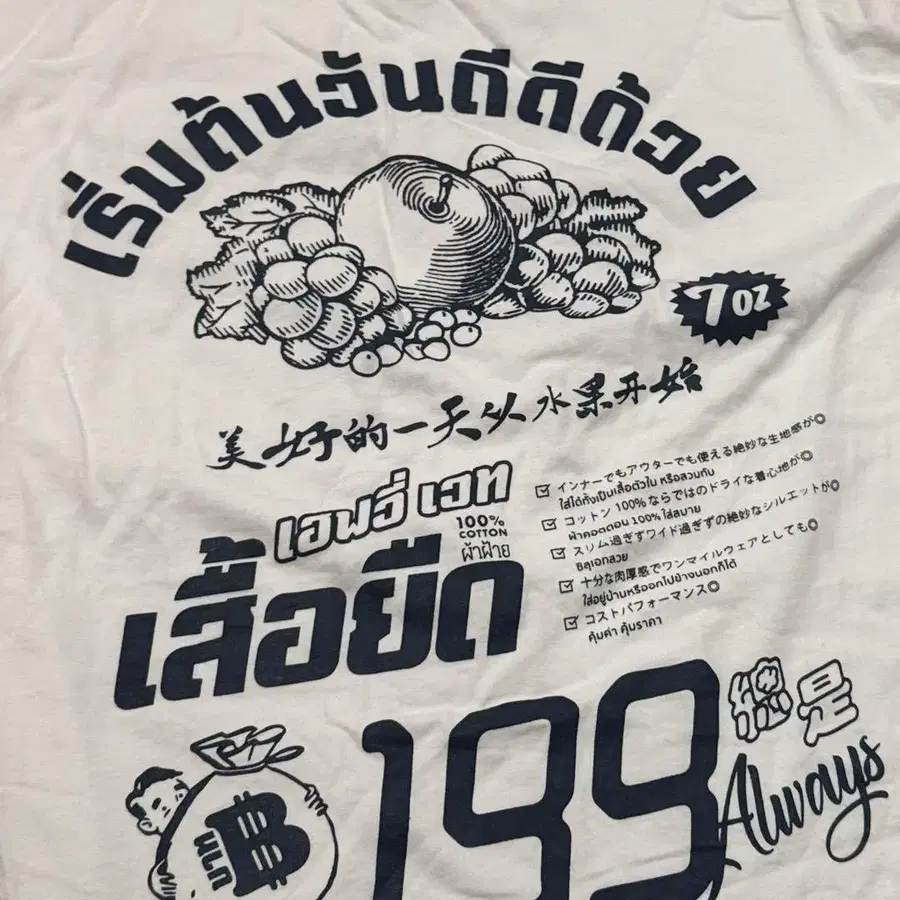 เริ่มต้นวันดีดีด้วย
7 OZ
美好的一天从水果开始
เฮฟวี่ เวท
100%
COTTON
ผ้าฝ้าย
เสื้อยืด
インナーでもアウターでも使える絶妙な生地感が◎
ใส่ได้ทั้งเป็นเสื้อตัวใน หรือสวมทับ
コットン 100% ならではのドライな着心地が◎
ผ้าคอตตอน 100% ใส่สบาย
スリム過ぎずワイド過ぎずの絶妙なシルエットが◎
ซิลูเอทสวย
十分な肉厚感でワンマイルウェアとしても◎
ใส่อยู่บ้านหรือออกไปข้างนอกก็ได้
コストパフォーマンス◎
คุ้มค่า คุ้มราคา
199
總是
Always